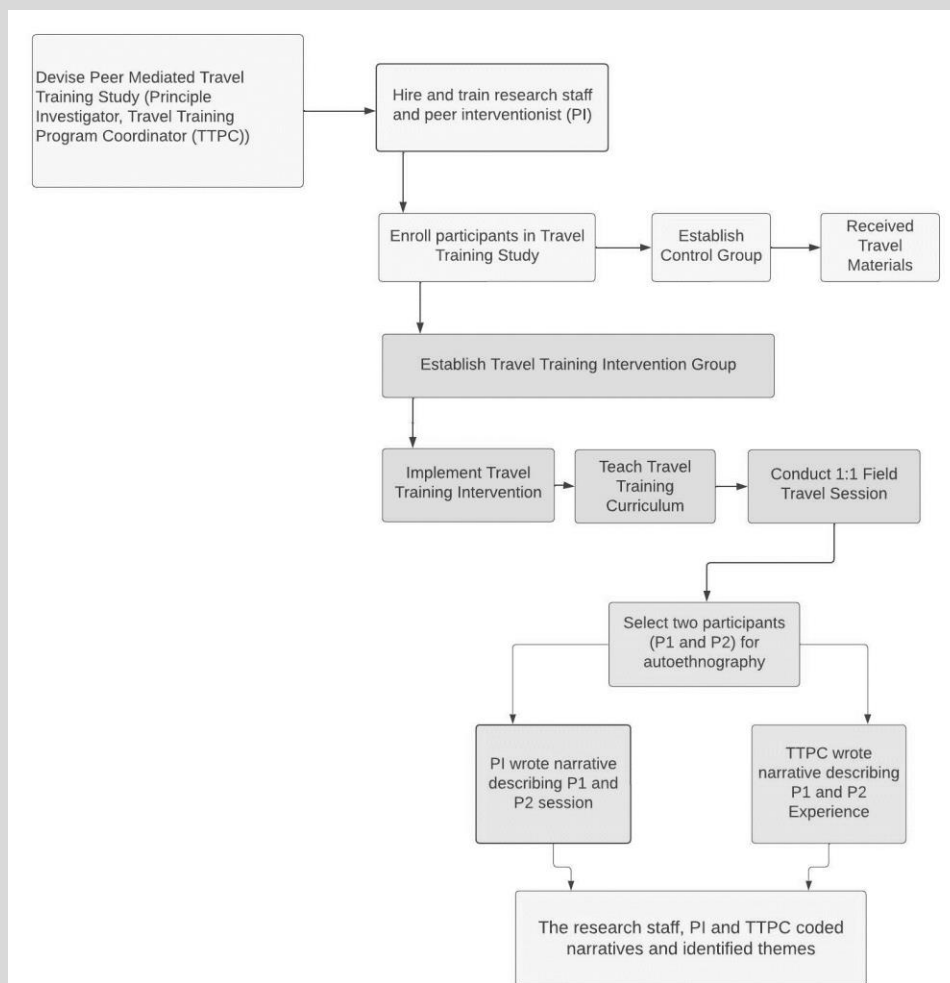 Devise Peer Mediated Travel
Training Study (Principle
Investigator, Travel Training
Program Coordinator (TTPC))
Hire and train research staff
and peer interventionist (PI)
Enroll participants in Travel
Training Study
Establish
Control Group
Received
Travel
Materials
Establish Travel Training Intervention Group
Implement Travel
Training Intervention
Teach Travel
Training
Curriculum
Conduct 1:1 Field
Travel Session
Select two participants
(P1 and P2) for
autoethnography
PI wrote narrative
describing P1 and
P2 session
TTPC wrote
narrative describing
P1 and P2
Experience
The research staff, PI and TTPC coded
narratives and identified themes